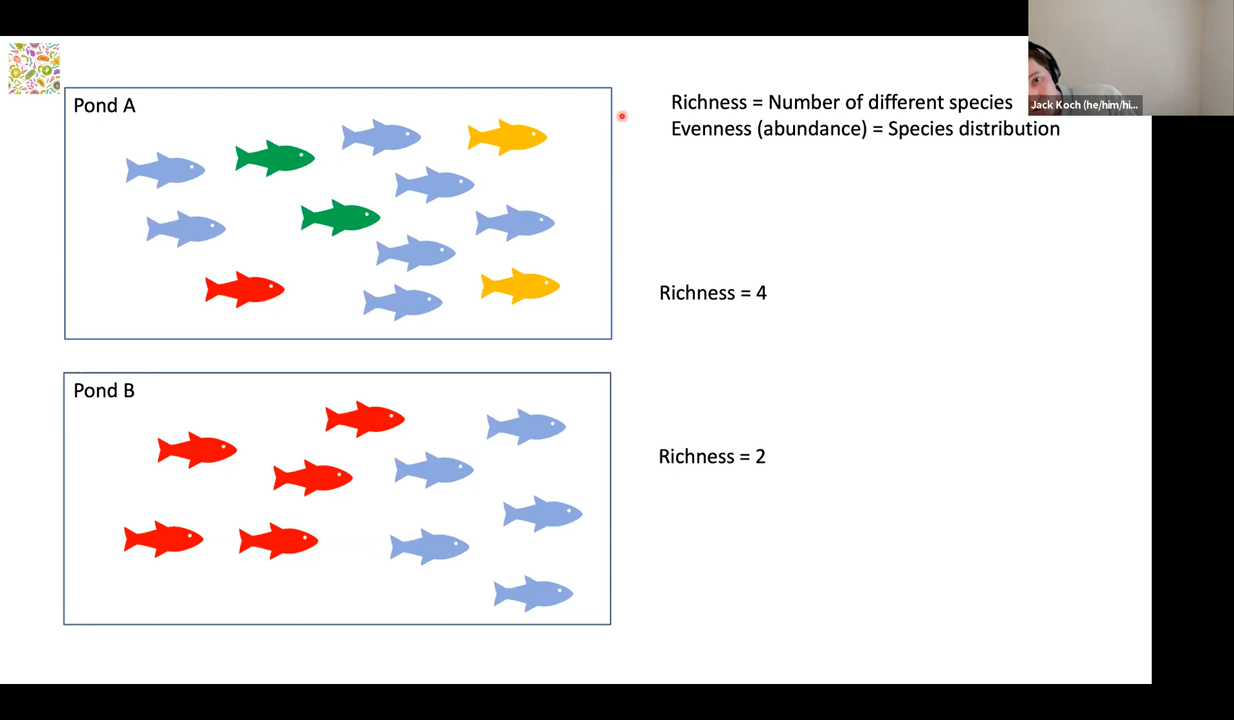 Pond A
Richness = Number of different species
Evenness (abundance) = Species distribution
Jack Koch (he/him/hi...
Richness = 4
Pond B
Richness = 2